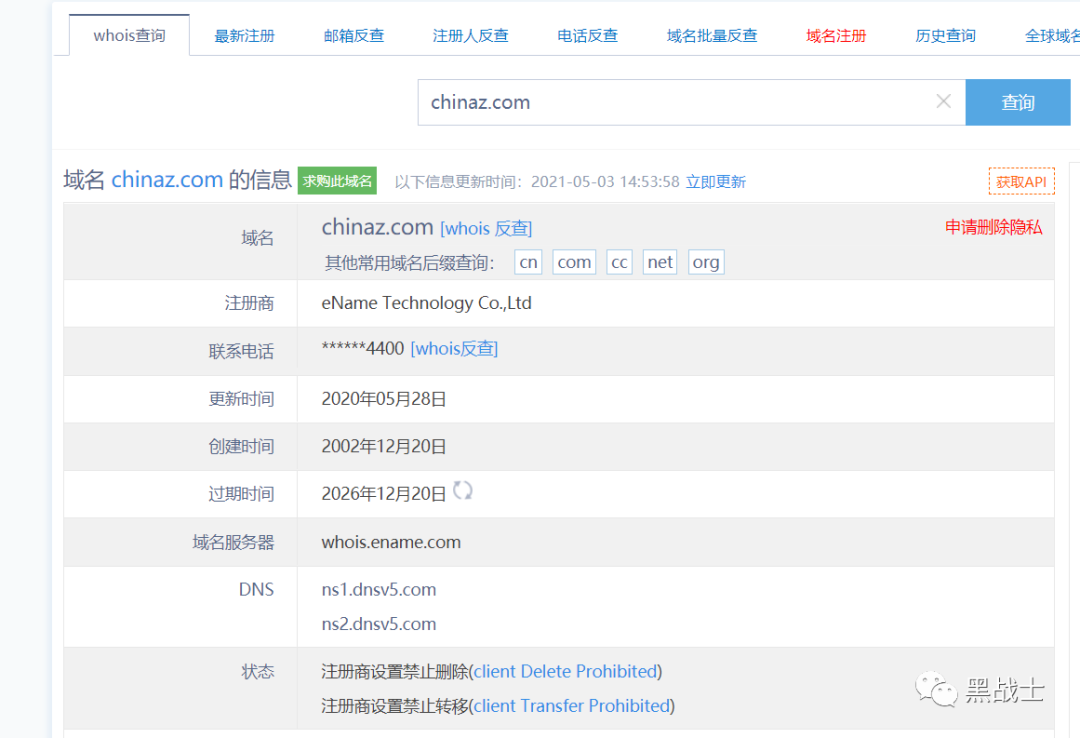 whois查询 最新注册 邮箱反查 注册人反查 电话反查 域名批量反查 域名注册 历史查询 全球域名
chinaz.com 查询
域名 chinaz.com 的信息 求购此域名 以下信息更新时间：2021-05-03 14:53:58 立即更新 获取API
域名 chinaz.com [whois 反查] 申请删除隐私
其他常用域名后缀查询： cn com cc net org
注册商 eName Technology Co.,Ltd
联系电话 ******4400 [whois反查]
更新时间 2020年05月28日
创建时间 2002年12月20日
过期时间 2026年12月20日
域名服务器 whois.ename.com
DNS ns1.dnsv5.com
ns2.dnsv5.com
状态 注册商设置禁止删除(client Delete Prohibited)
注册商设置禁止转移(client Transfer Prohibited)
黑战士